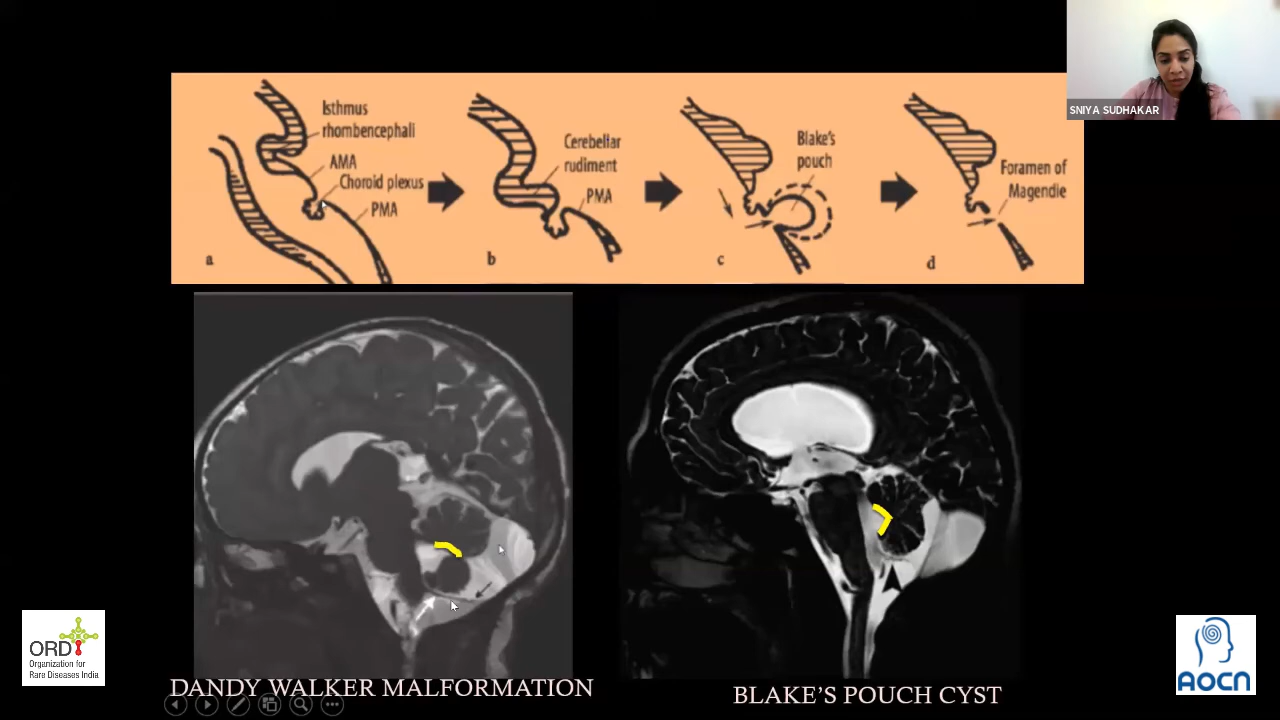 SNIYA SUDHAKAR
Isthmus
rhombencephali
AMA
Choroid plexus
PMA
a
Cerebellar
rudiment
PMA
b
Blake's
pouch
c
Foramen of
Magendie
d
ORDI
Organization for
Rare Diseases India
DANDY WALKER MALFORMATION
BLAKE'S POUCH CYST
AOCN